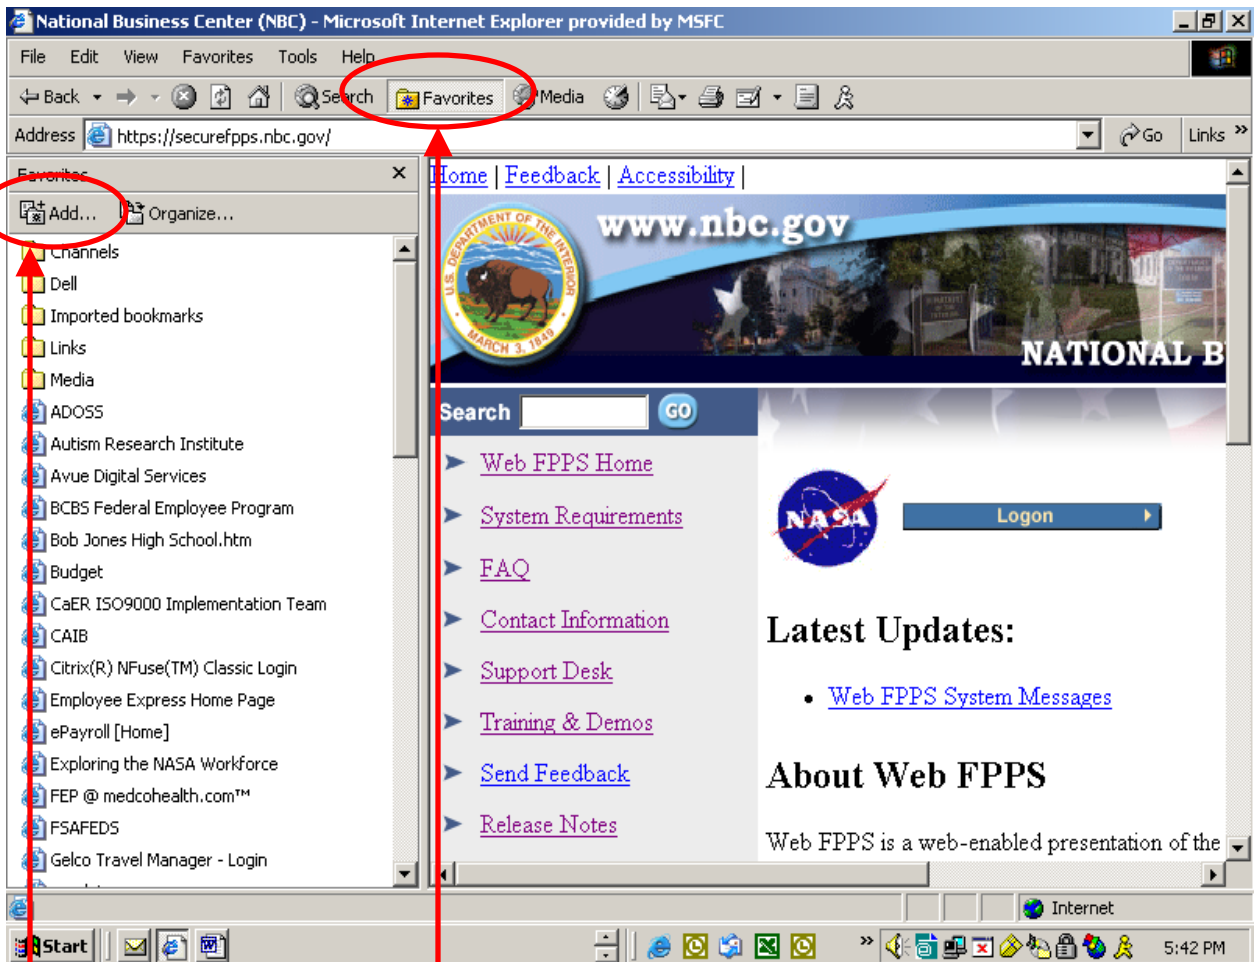 National Business Center (NBC) - Microsoft Internet Explorer provided by MSFC
File Edit View Favorites Tools Help
Back Search Favorites Media
Address https://securefpps.nbc.gov/ Go Links »
Favorites
Add... Organize...
Channels
Dell
Imported bookmarks
Links
Media
ADOSS
Autism Research Institute
Avue Digital Services
BCBS Federal Employee Program
Bob Jones High School.htm
Budget
CaER ISO9000 Implementation Team
CAIB
Citrix(R) NFuse(TM) Classic Login
Employee Express Home Page
ePayroll [Home]
Exploring the NASA Workforce
FEP @ medcohealth.com™
FSAFEDS
Gelco Travel Manager - Login
Home | Feedback | Accessibility |
www.nbc.gov
U.S. DEPARTMENT OF THE INTERIOR
MARCH 3, 1849
NATIONAL B
Search GO
Web FPPS Home
System Requirements
FAQ
Contact Information
Support Desk
Training & Demos
Send Feedback
Release Notes
NASA
Logon
Latest Updates:
Web FPPS System Messages
About Web FPPS
Web FPPS is a web-enabled presentation of the
Internet
Start » 5:42 PM